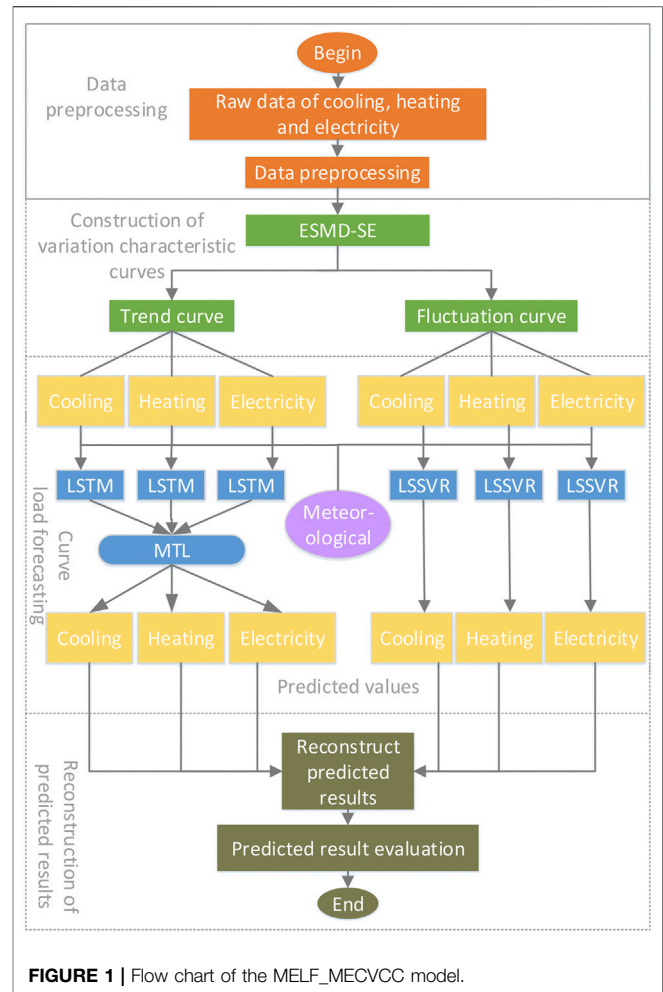 Begin
Data
preprocessing
Raw data of cooling, heating
and electricity
Data preprocessing
Construction of
variation characteristic
curves
ESMD-SE
Trend curve
Fluctuation curve
Cooling
Heating
Electricity
Cooling
Heating
Electricity
Curve
load forecasting
LSTM
LSTM
LSTM
LSSVR
LSSVR
LSSVR
Meteor-
ological
MTL
Cooling
Heating
Electricity
Cooling
Heating
Electricity
Predicted values
Reconstruction of
predicted results
Reconstruct
predicted
results
Predicted result evaluation
End
FIGURE 1 | Flow chart of the MELF_MECVCC model.